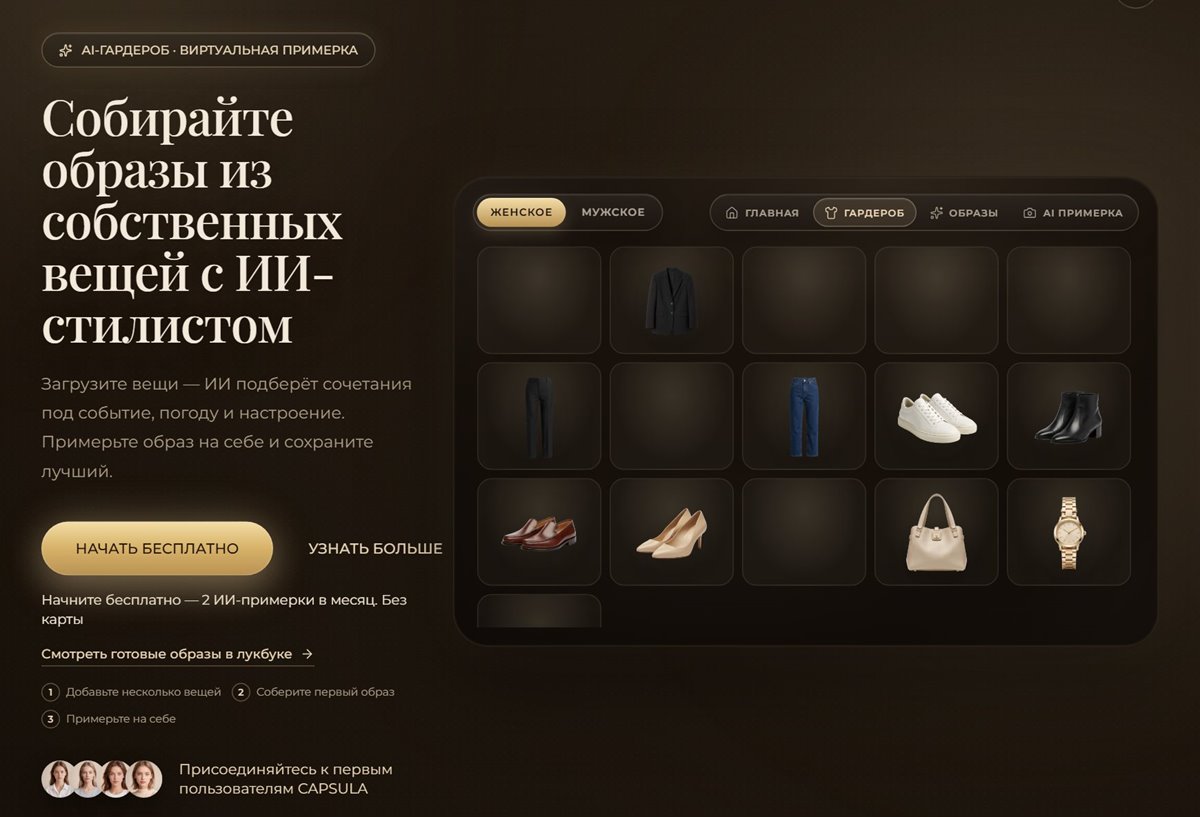 AI-ГАРДЕРОБ · ВИРТУАЛЬНАЯ ПРИМЕРКА
Собирайте
образы из
собственных
вещей с ИИ-
стилистом
Загрузите вещи — ИИ подберёт сочетания
под событие, погоду и настроение.
Примерьте образ на себе и сохраните
лучший.
НАЧАТЬ БЕСПЛАТНО
УЗНАТЬ БОЛЬШЕ
Начните бесплатно — 2 ИИ-примерки в месяц. Без
карты
Смотреть готовые образы в лукбуке →
1 Добавьте несколько вещей 2 Соберите первый образ
3 Примерьте на себе
Присоединяйтесь к первым
пользователям CAPSULA
ЖЕНСКОЕ МУЖСКОЕ
ГЛАВНАЯ ГАРДЕРОБ ОБРАЗЫ AI ПРИМЕРКА